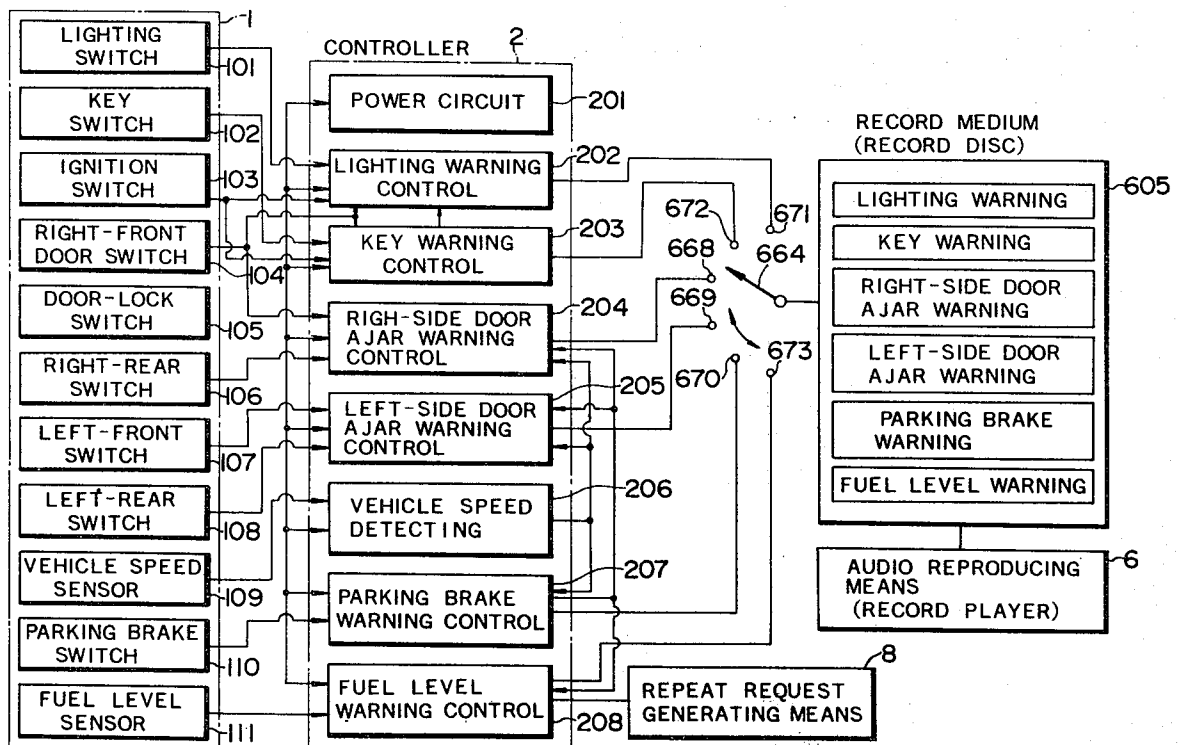 1
LIGHTING
SWITCH
101
KEY
SWITCH
102
IGNITION
SWITCH
103
RIGHT-FRONT
DOOR SWITCH
104
DOOR-LOCK
SWITCH
105
RIGHT-REAR
SWITCH
106
LEFT-FRONT
SWITCH
107
LEFT-REAR
SWITCH
108
VEHICLE SPEED
SENSOR
109
PARKING BRAKE
SWITCH
110
FUEL LEVEL
SENSOR
111
CONTROLLER
2
POWER CIRCUIT
201
LIGHTING WARNING
CONTROL
202
KEY WARNING
CONTROL
203
RIGH-SIDE DOOR
AJAR WARNING
CONTROL
204
LEFT-SIDE DOOR
AJAR WARNING
CONTROL
205
VEHICLE SPEED
DETECTING
206
PARKING BRAKE
WARNING CONTROL
207
FUEL LEVEL
WARNING CONTROL
208
672
671
668
664
669
670
673
RECORD MEDIUM
(RECORD DISC)
605
LIGHTING WARNING
KEY WARNING
RIGHT-SIDE DOOR
AJAR WARNING
LEFT-SIDE DOOR
AJAR WARNING
PARKING BRAKE
WARNING
FUEL LEVEL WARNING
6
AUDIO REPRODUCING
MEANS
(RECORD PLAYER)
8
REPEAT REQUEST
GENERATING MEANS